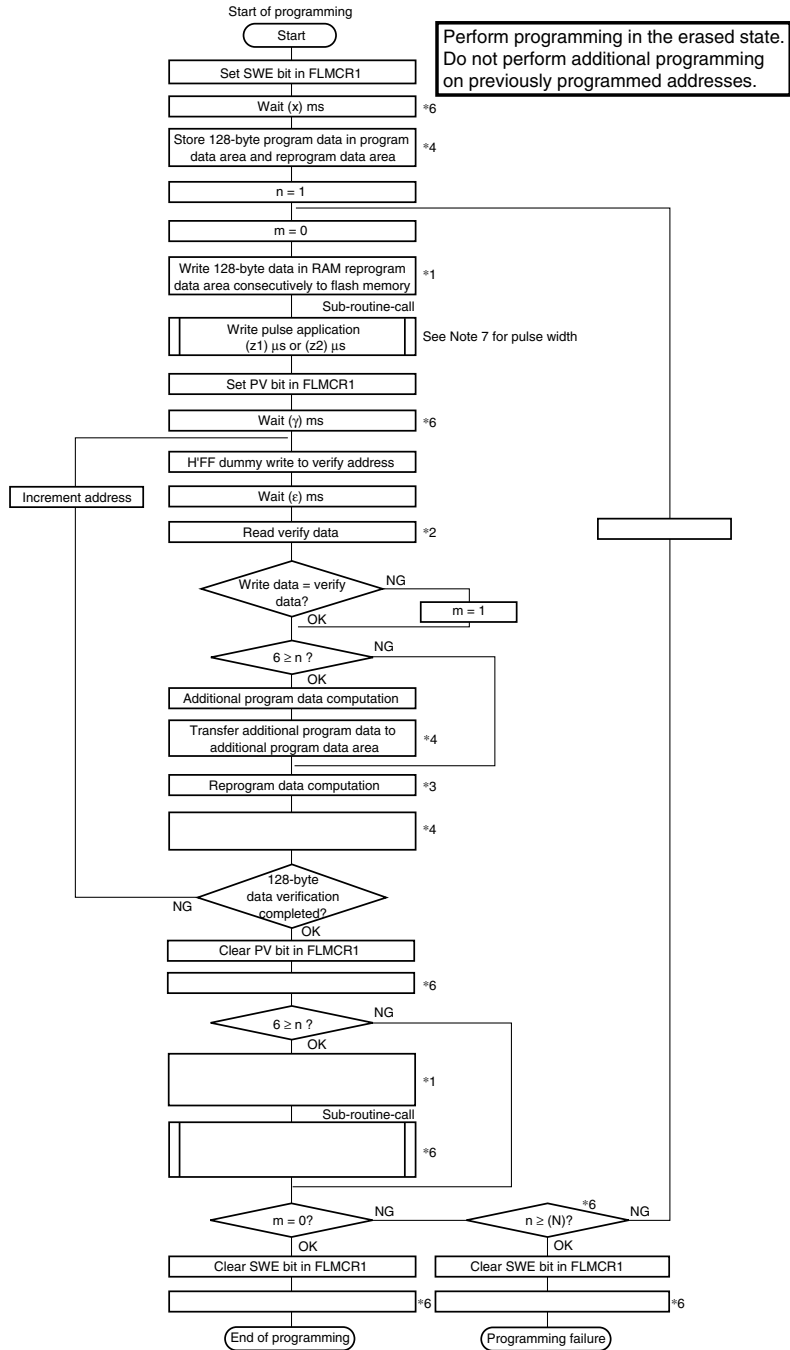 Start of programming
Start
Perform programming in the erased state.
Do not perform additional programming
on previously programmed addresses.
Set SWE bit in FLMCR1
Wait (x) ms
*6
Store 128-byte program data in program
data area and reprogram data area
*4
n = 1
m = 0
Write 128-byte data in RAM reprogram
data area consecutively to flash memory
*1
Sub-routine-call
Write pulse application
(z1) μs or (z2) μs
See Note 7 for pulse width
Set PV bit in FLMCR1
Wait (γ) ms
*6
H'FF dummy write to verify address
Increment address
Wait (ε) ms
Read verify data
*2
Write data = verify
data?
NG
m = 1
OK
6 ≥ n ?
NG
OK
Additional program data computation
Transfer additional program data to
additional program data area
*4
Reprogram data computation
*3
*4
128-byte
data verification
completed?
NG
OK
Clear PV bit in FLMCR1
*6
6 ≥ n ?
NG
OK
*1
Sub-routine-call
*6
m = 0?
NG
n ≥ (N)?
*6
NG
OK
OK
Clear SWE bit in FLMCR1
Clear SWE bit in FLMCR1
*6
*6
End of programming
Programming failure